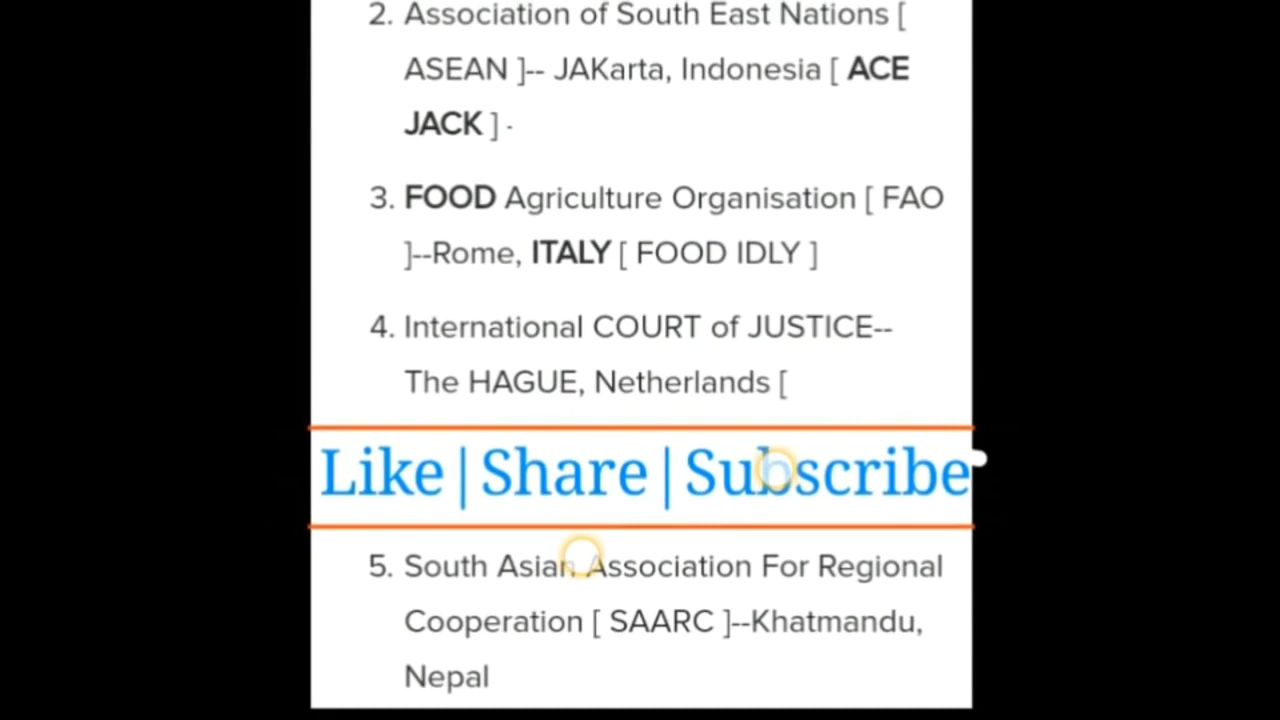 2. Association of South East Nations [
ASEAN ]-- JAKarta, Indonesia [ ACE
JACK ] -
3. FOOD Agriculture Organisation [ FAO
]--Rome, ITALY [ FOOD IDLY ]
4. International COURT of JUSTICE--
The HAGUE, Netherlands [
Like|Share|Subscribe
5. South Asian Association For Regional
Cooperation [ SAARC ]--Khatmandu,
Nepal